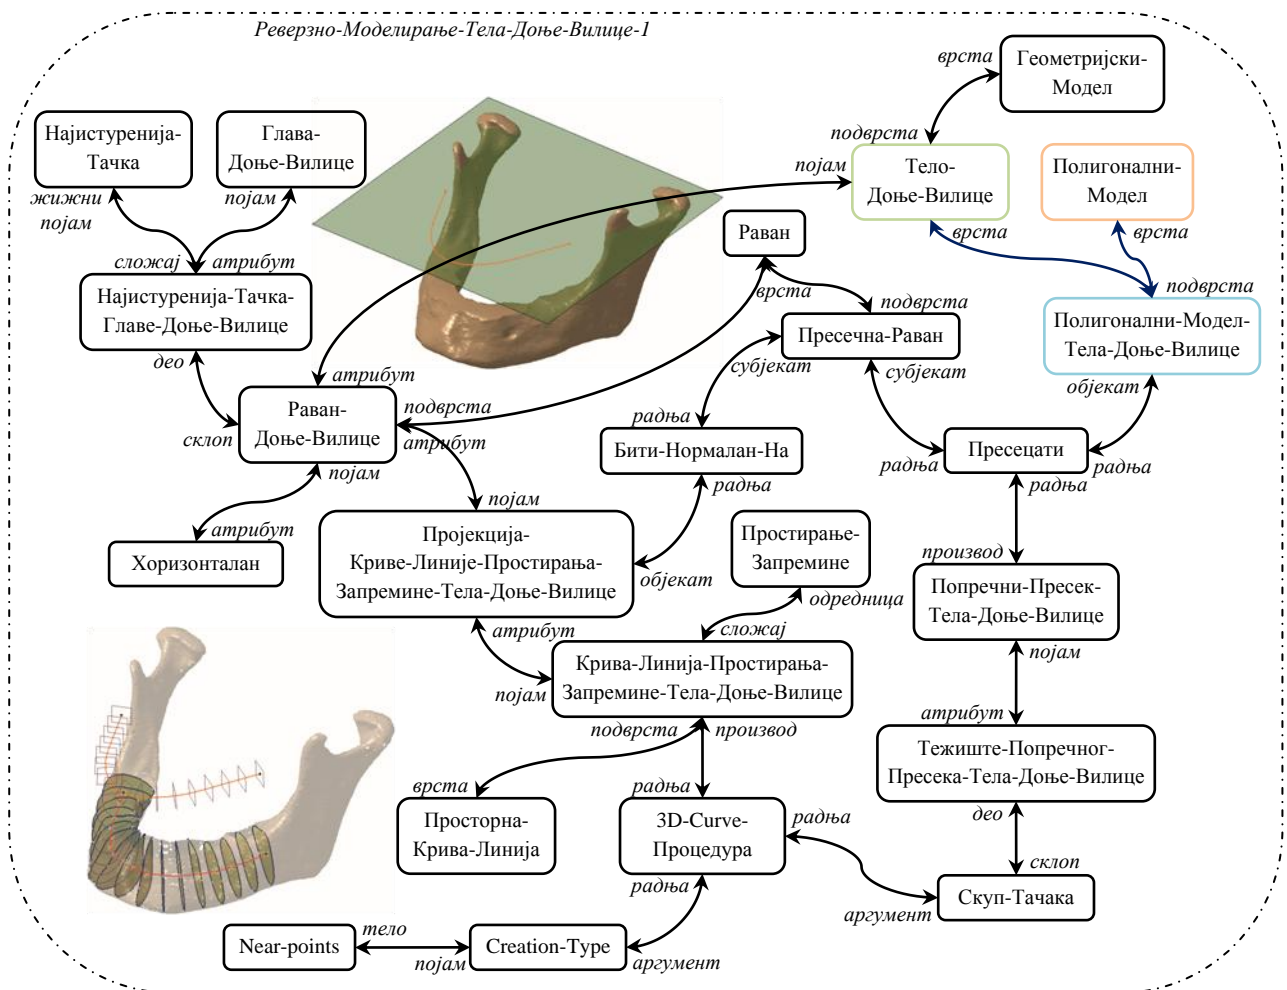 Реверзно-Моделирање-Тела-Доње-Вилице-1
врста
Геометријски-
Модел
подврста
Најистуренија-
Тачка
Глава-
Доње-Вилице
жижни
појам
појам
појам
Тело-
Доње-Вилице
Полигонални-
Модел
врста
врста
Раван
врста
подврста
подврста
сложај
атрибут
Најистуренија-Тачка-
Главе-Доње-Вилице
Пресечна-Раван
Полигонални-Модел-
Тела-Доње-Вилице
део
субјекат
субјекат
објекат
атрибут
подврста
Раван-
Доње-Вилице
склоп
атрибут
појам
радња
Бити-Нормалан-На
радња
Пресецати
радња
радња
радња
атрибут
Хоризонталан
појам
Пројекција-
Криве-Линије-Простирања-
Запремине-Тела-Доње-Вилице
објекат
Простирање-
Запремине
одредница
производ
Попречни-Пресек-
Тела-Доње-Вилице
појам
атрибут
сложај
Крива-Линија-Простирања-
Запремине-Тела-Доње-Вилице
појам
подврста
производ
атрибут
Тежиште-Попречног-
Пресека-Тела-Доње-Вилице
део
врста
Просторна-
Крива-Линија
радња
3D-Curve-
Процедура
радња
радња
склоп
Скуп-Тачака
аргумент
Near-points
тело
појам
Creation-Type
аргумент